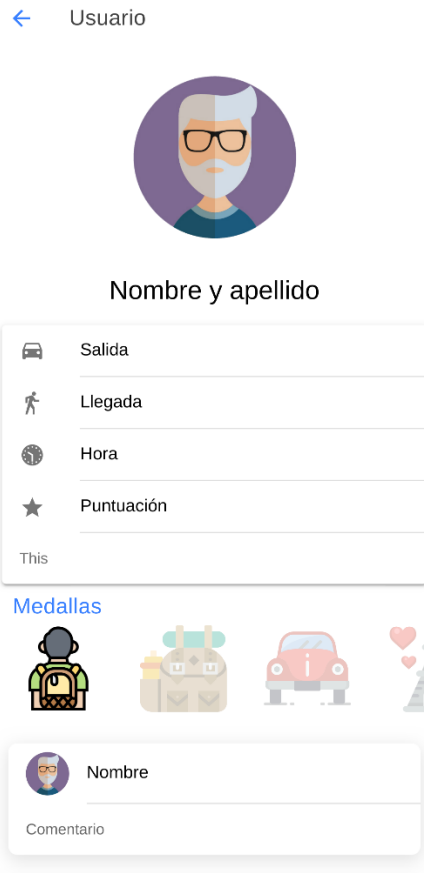 Usuario
Nombre y apellido
Salida
Llegada
Hora
Puntuación
This
Medallas
i
Nombre
Comentario